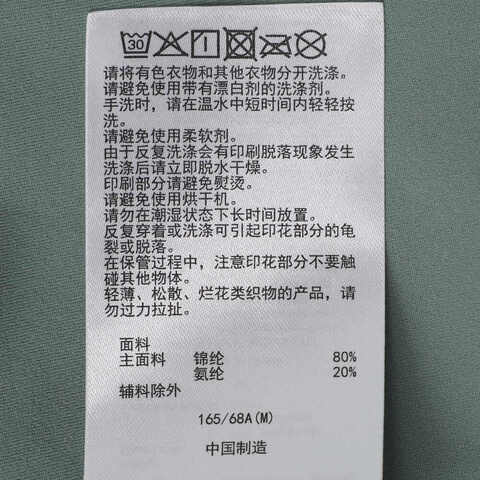 30
请将有色衣物和其他衣物分开洗涤。
请避免使用带有漂白剂的洗涤剂。
手洗时，请在温水中短时间内轻轻按
洗。
请避免使用柔软剂。
由于反复洗涤会有印刷脱落现象发生
洗涤后请立即脱水干燥。
印刷部分请避免熨烫。
请避免使用烘干机。
请勿在潮湿状态下长时间放置。
反复穿着或洗涤可引起印花部分的龟
裂或脱落。
在保管过程中，注意印花部分不要触
碰其他物体。
轻薄、松散、烂花类织物的产品，请
勿过力拉扯。
面料
主面料 锦纶 80%
氨纶 20%
辅料除外
165/68A(M)
中国制造